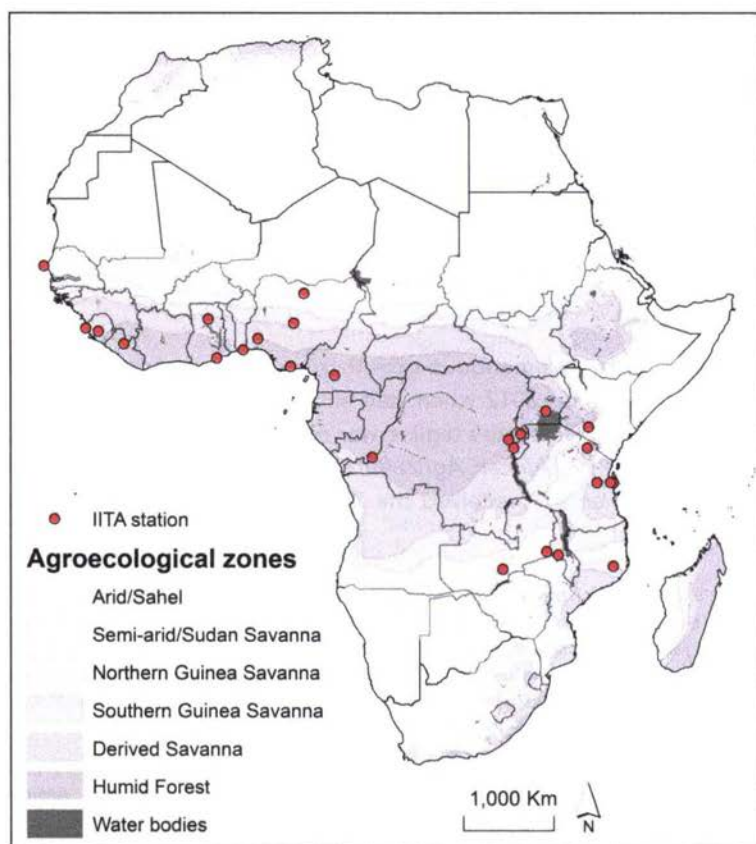 IITA station
Agroecological zones
Arid/Sahel
Semi-arid/Sudan Savanna
Northern Guinea Savanna
Southern Guinea Savanna
Derived Savanna
Humid Forest
Water bodies
1,000 Km
N